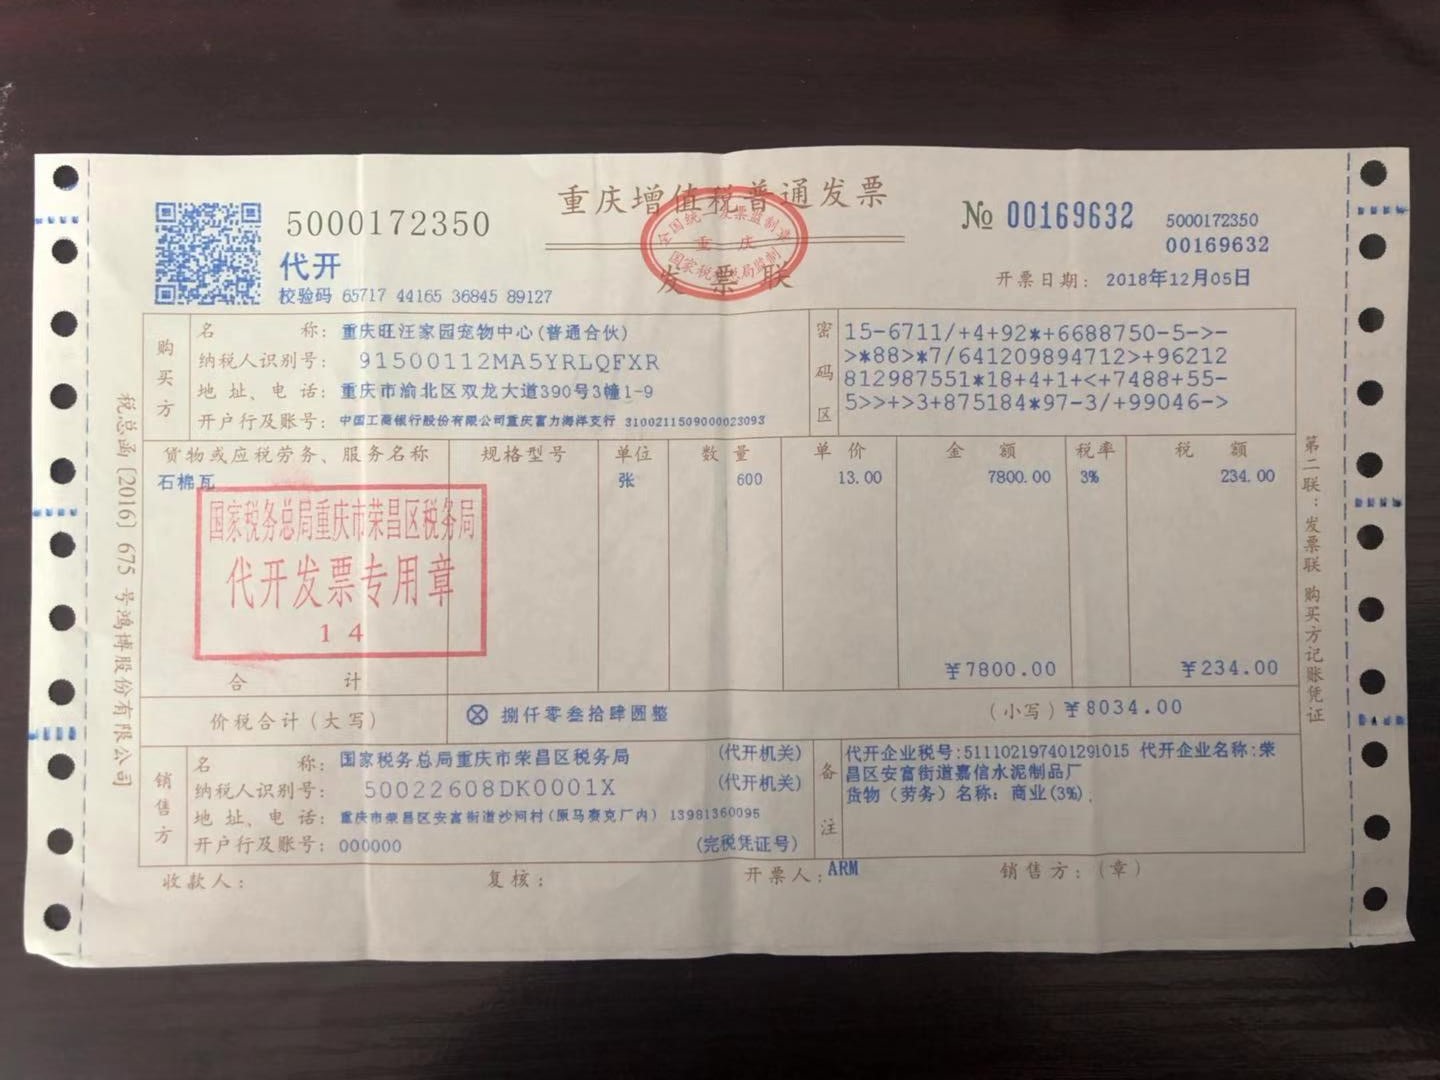 重庆增值税普通发票
5000172350
№ 00169632
5000172350
00169632
代开
全国统一发票监制章
重庆
国家税务总局监制
发票联
校验码 65717 44165 36845 89127
开票日期: 2018年12月05日
购买方
名称: 重庆旺汪家园宠物中心(普通合伙)
纳税人识别号: 91500112MA5YRLQFXR
地址、电话: 重庆市渝北区双龙大道390号3幢1-9
开户行及账号: 中国工商银行股份有限公司重庆富力海洋支行 3100211509000023093
密码区
15-6711/+4+92*+6688750-5->-
>*88>*7/641209894712>+96212
812987551*18+4+1+<+7488+55-
5>>+>3+875184*97-3/+99046->
货物或应税劳务、服务名称 规格型号 单位 数量 单价 金额 税率 税额
石棉瓦 张 600 13.00 7800.00 3% 234.00
国家税务总局重庆市荣昌区税务局
代开发票专用章
14
合计 ¥7800.00 ¥234.00
价税合计(大写) ⊗ 捌仟零叁拾肆圆整 (小写)¥8034.00
销售方
名称: 国家税务总局重庆市荣昌区税务局 (代开机关)
纳税人识别号: 50022608DK0001X (代开机关)
地址、电话: 重庆市荣昌区安富街道沙河村(原马赛克厂内) 13981360095
开户行及账号: 000000 (完税凭证号)
备注
代开企业税号:511102197401291015 代开企业名称:荣
昌区安富街道嘉信水泥制品厂
货物(劳务)名称: 商业(3%)
收款人: 复核: 开票人: ARM 销售方:(章)
税总函〔2016〕675号鸿博股份有限公司
第二联:发票联 购买方记账凭证